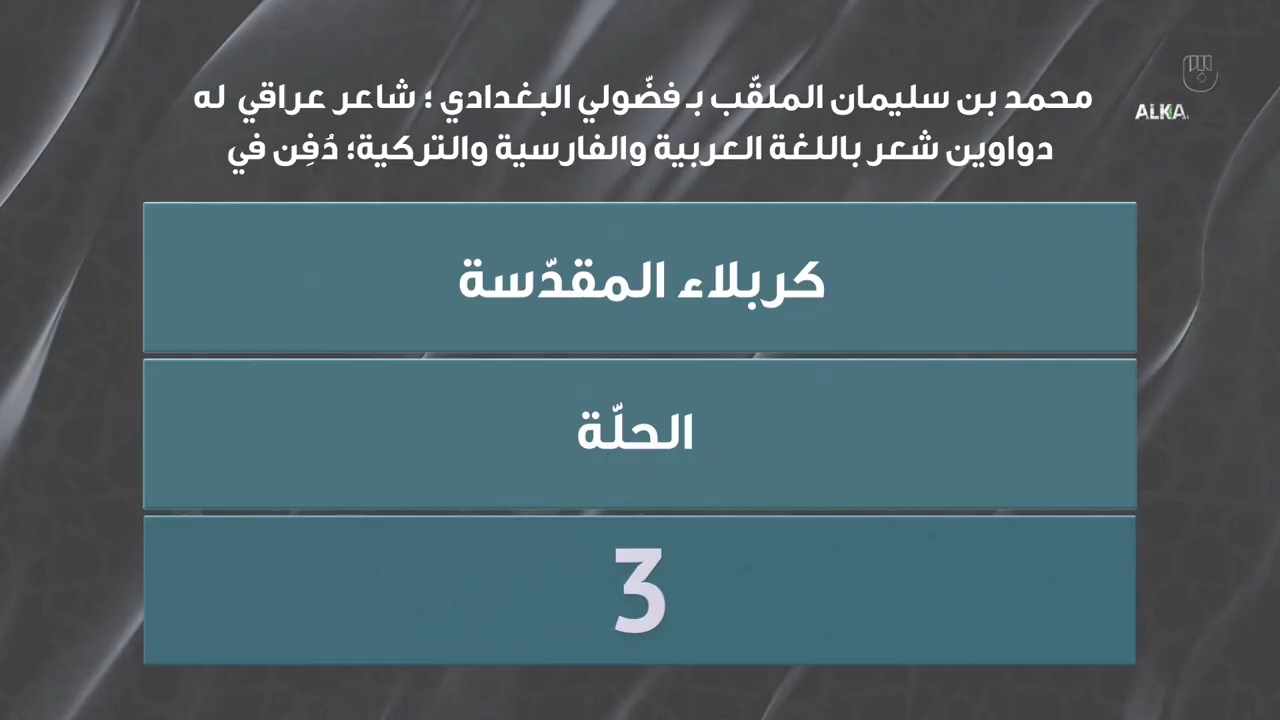 محمد بن سليمان الملقّب بـ فضّولي البغدادي ؛ شاعر عراقي له
دواوين شعر باللغة العربية والفارسية والتركية؛ دُفِن في
ALKA
كربلاء المقدّسة
الحلّة
3